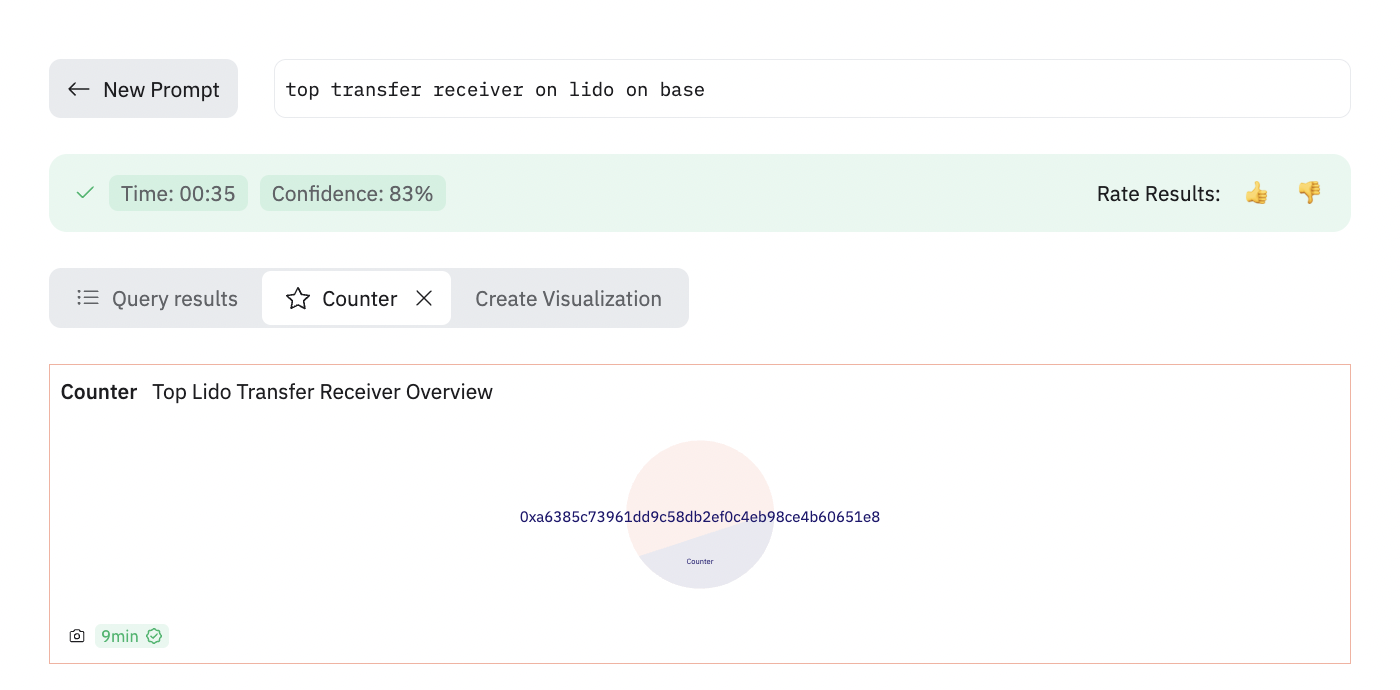 ← New Prompt
top transfer receiver on lido on base
Time: 00:35 Confidence: 83% Rate Results:
Query results Counter Create Visualization
Counter Top Lido Transfer Receiver Overview
0xa6385c73961dd9c58db2ef0c4eb98ce4b60651e8
Counter
9min